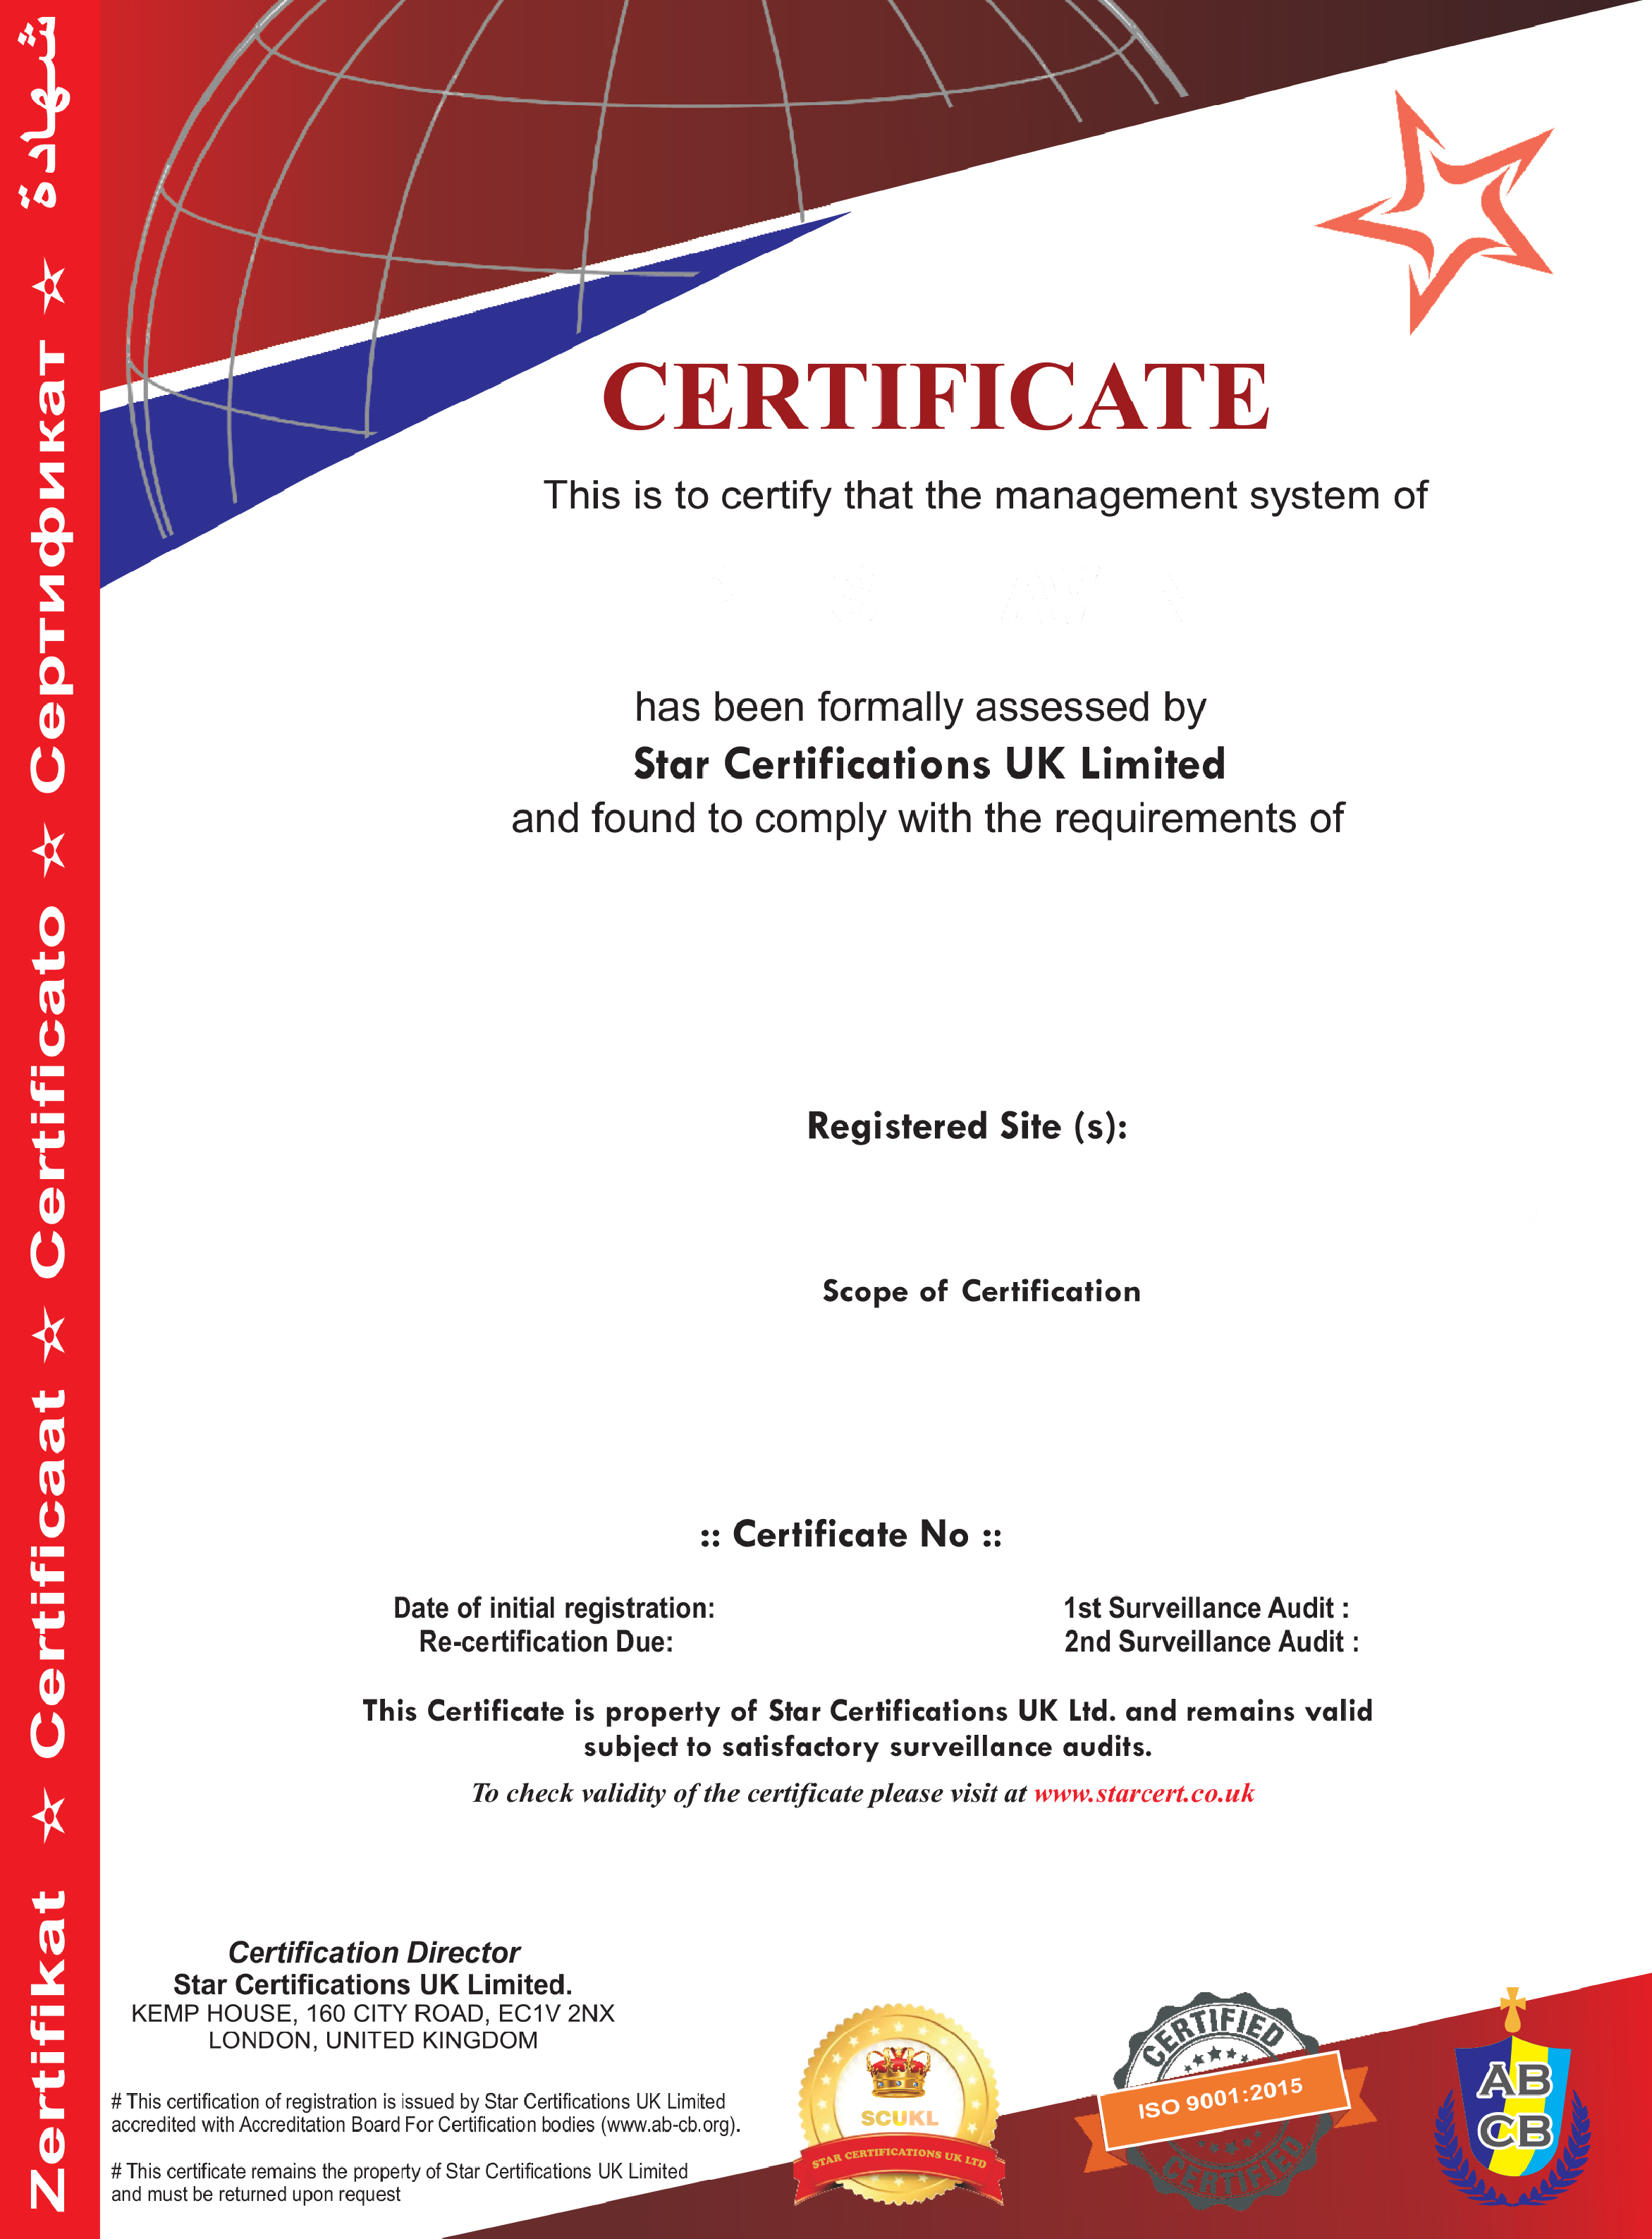 شهادة
Zertifikat ★ Certificaat ★ Certificato ★ Сертификат ★
CERTIFICATE
This is to certify that the management system of
has been formally assessed by
Star Certifications UK Limited
and found to comply with the requirements of
Registered Site (s):
Scope of Certification
:: Certificate No ::
Date of initial registration:
1st Surveillance Audit :
Re-certification Due:
2nd Surveillance Audit :
This Certificate is property of Star Certifications UK Ltd. and remains valid
subject to satisfactory surveillance audits.
To check validity of the certificate please visit at www.starcert.co.uk
Certification Director
Star Certifications UK Limited.
KEMP HOUSE, 160 CITY ROAD, EC1V 2NX
LONDON, UNITED KINGDOM
# This certification of registration is issued by Star Certifications UK Limited
accredited with Accreditation Board For Certification bodies (www.ab-cb.org).
# This certificate remains the property of Star Certifications UK Limited
and must be returned upon request
SCUKL
STAR CERTIFICATIONS UK LTD
CERTIFIED
ISO 9001:2015
CERTIFIED
AB
CB